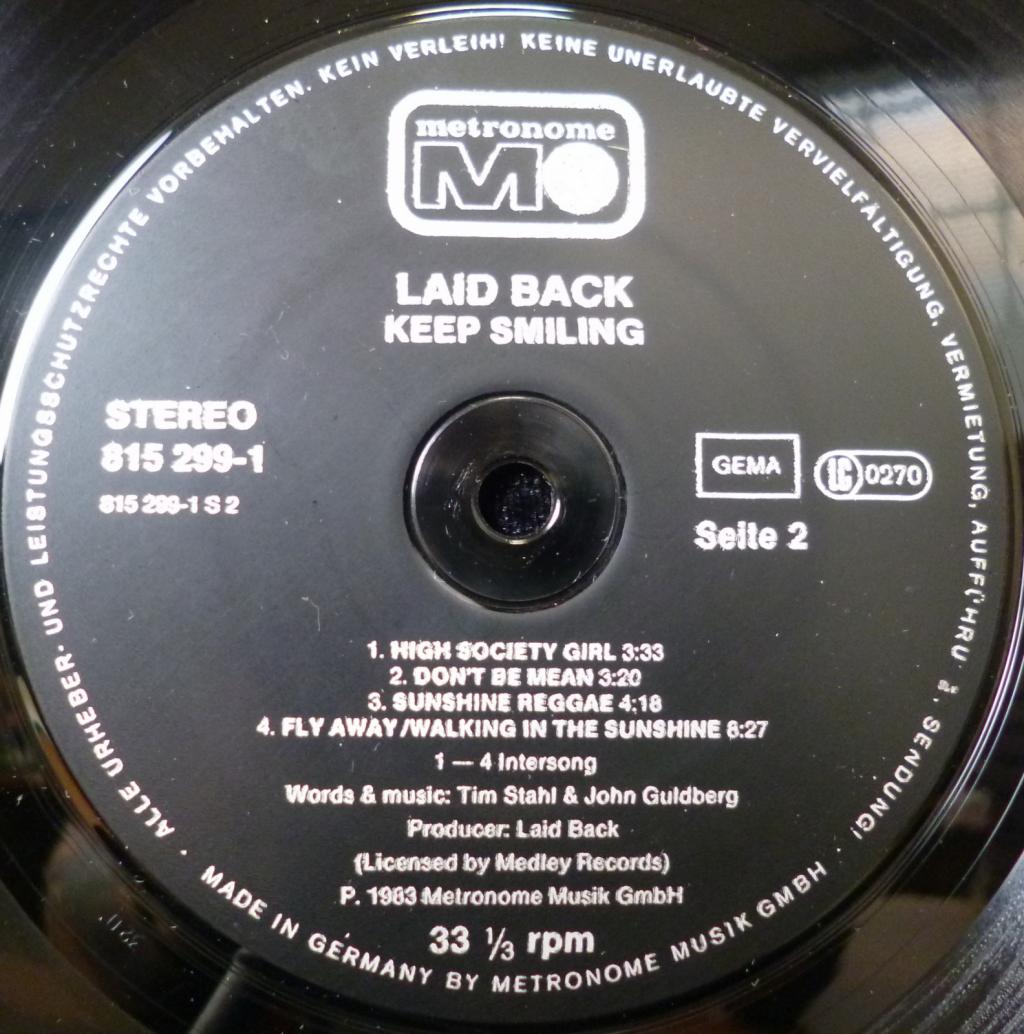 metronome
MO
LAID BACK
KEEP SMILING
STEREO
815 299-1
815 299-1 S 2
GEMA
LC 0270
Seite 2
1. HIGH SOCIETY GIRL 3:33
2. DON'T BE MEAN 3:20
3. SUNSHINE REGGAE 4:18
4. FLY AWAY/WALKING IN THE SUNSHINE 8:27
1 — 4 Intersong
Words & music: Tim Stahl & John Guldberg
Producer: Laid Back
(Licensed by Medley Records)
P. 1983 Metronome Musik GmbH
33 ⅓ rpm
· ALLE URHEBER- UND LEISTUNGSSCHUTZRECHTE VORBEHALTEN. KEIN VERLEIH! KEINE UNERLAUBTE VERVIELFÄLTIGUNG, VERMIETUNG, SENDUNG! ·
MADE IN GERMANY BY METRONOME MUSIK GMBH